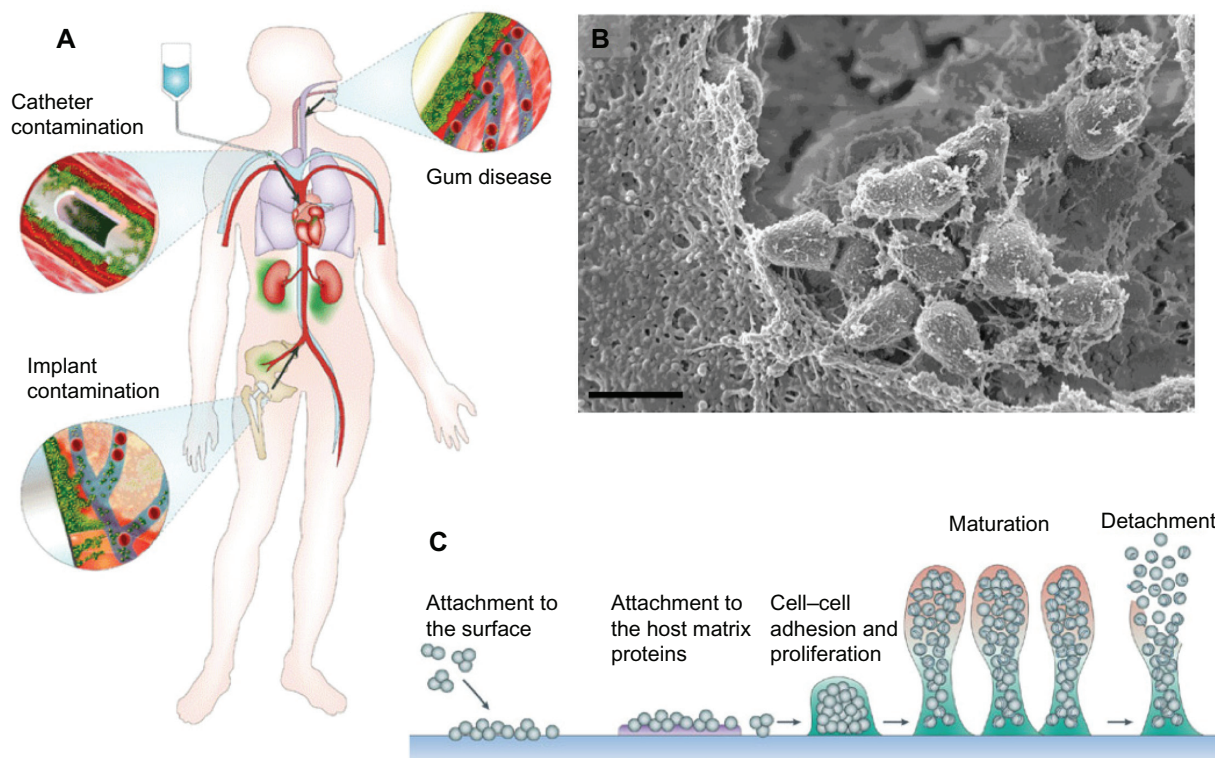 A
Catheter
contamination
Gum disease
Implant
contamination
B
C
Attachment to
the surface
Attachment to
the host matrix
proteins
Cell–cell
adhesion and
proliferation
Maturation
Detachment